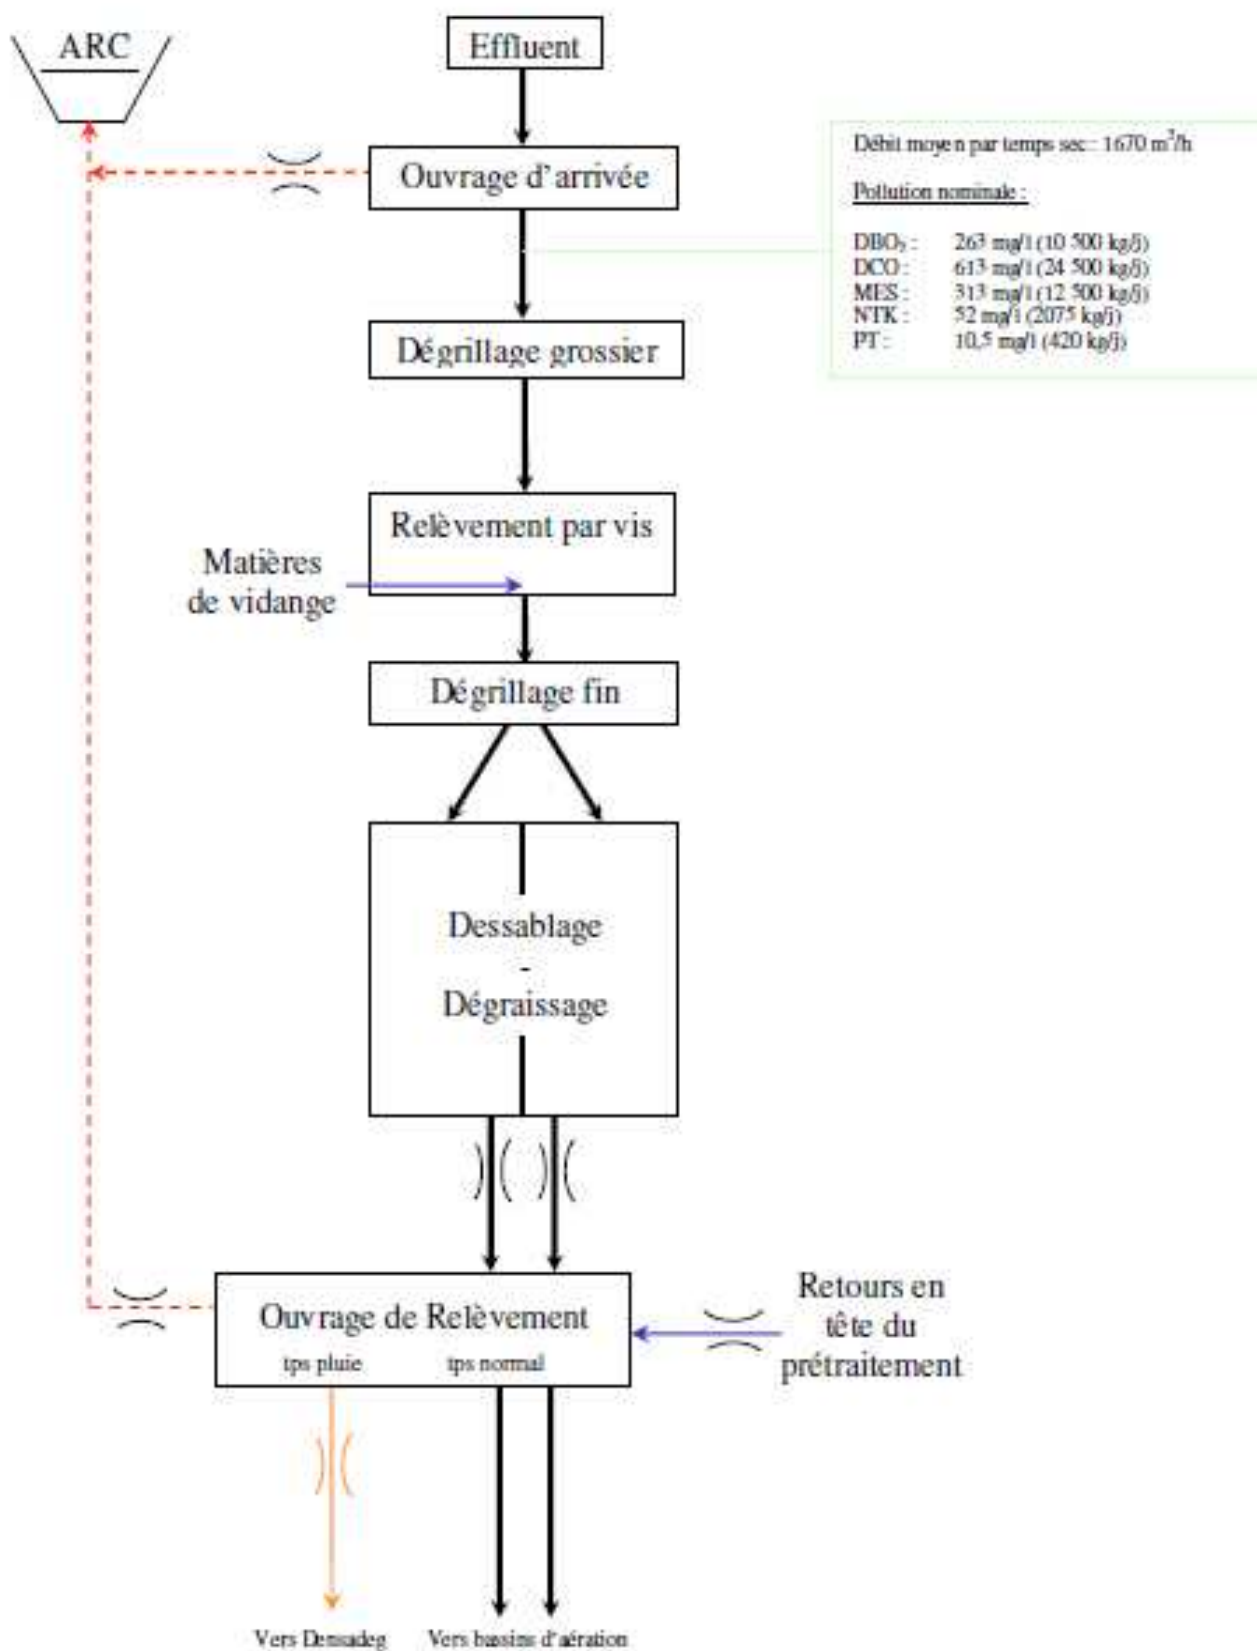 ARC
Effluent
Ouvrage d'arrivée
Débit moyen par temps sec : 1670 m³/h
Pollution nominale :
DBO₅ : 263 mg/l (10 500 kg/j)
DCO : 613 mg/l (24 500 kg/j)
MES : 313 mg/l (12 500 kg/j)
NTK : 52 mg/l (2075 kg/j)
PT : 10,5 mg/l (420 kg/j)
Dégrillage grossier
Relèvement par vis
Matières
de vidange
Dégrillage fin
Dessablage
-
Dégraissage
Ouvrage de Relèvement
tps pluie tps normal
Retours en
tête du
prétraitement
Vers Densadeg Vers bassins d'aération